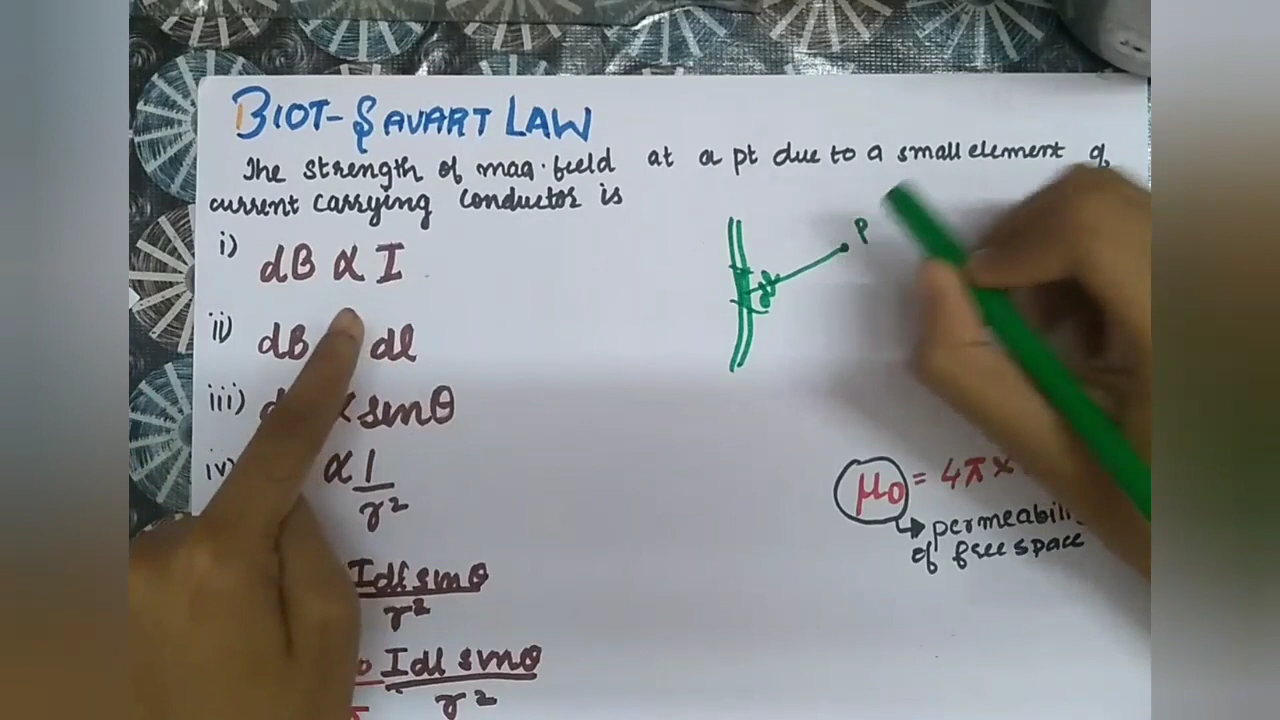 BIOT-SAVART LAW
The strength of mag. field at a pt due to a small element of
current carrying conductor is
i) dB ∝ I
P
ii) dB dl
iii) ∝ sinθ
iv) ∝ 1/r²
μ₀ = 4π×
permeabili
of free space
Idl sinθ/r²
Idl sinθ/r²